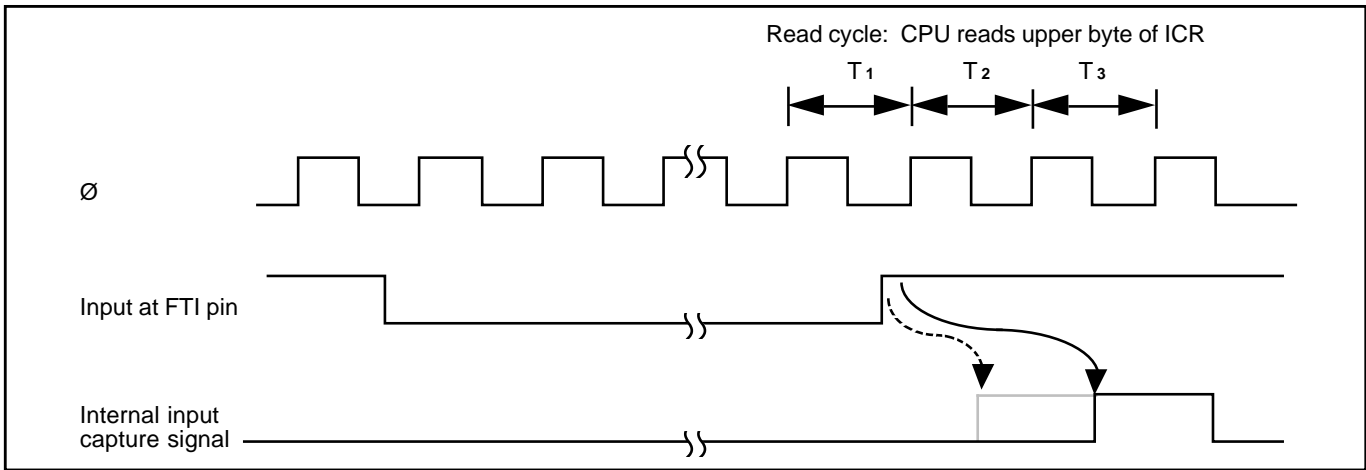 Read cycle: CPU reads upper byte of ICR
T1 T2 T3
Ø
Input at FTI pin
Internal input
capture signal